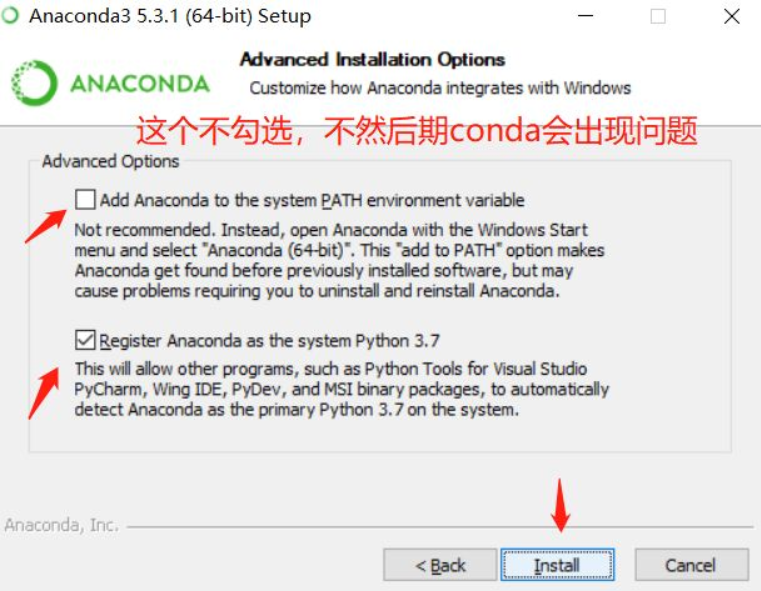 Anaconda3 5.3.1 (64-bit) Setup
ANACONDA
Advanced Installation Options
Customize how Anaconda integrates with Windows
这个不勾选，不然后期conda会出现问题
Advanced Options
Add Anaconda to the system PATH environment variable
Not recommended. Instead, open Anaconda with the Windows Start
menu and select "Anaconda (64-bit)". This "add to PATH" option makes
Anaconda get found before previously installed software, but may
cause problems requiring you to uninstall and reinstall Anaconda.
Register Anaconda as the system Python 3.7
This will allow other programs, such as Python Tools for Visual Studio
PyCharm, Wing IDE, PyDev, and MSI binary packages, to automatically
detect Anaconda as the primary Python 3.7 on the system.
Anaconda, Inc.
< Back
Install
Cancel